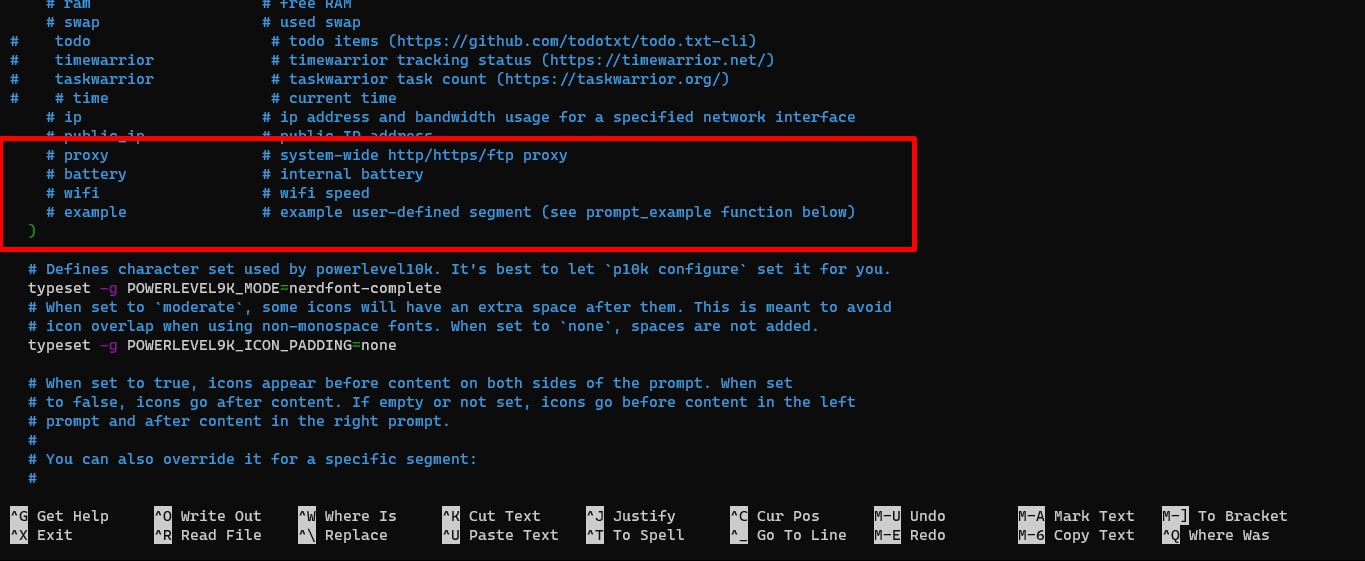 # ram                   # free RAM
    # swap                  # used swap
#    todo                    # todo items (https://github.com/todotxt/todo.txt-cli)
#    timewarrior             # timewarrior tracking status (https://timewarrior.net/)
#    taskwarrior             # taskwarrior task count (https://taskwarrior.org/)
#    # time                  # current time
    # ip                    # ip address and bandwidth usage for a specified network interface
    # public_ip             # public IP address
    # proxy                 # system-wide http/https/ftp proxy
    # battery               # internal battery
    # wifi                  # wifi speed
    # example               # example user-defined segment (see prompt_example function below)
  )
  # Defines character set used by powerlevel10k. It's best to let `p10k configure` set it for you.
  typeset -g POWERLEVEL9K_MODE=nerdfont-complete
  # When set to `moderate`, some icons will have an extra space after them. This is meant to avoid
  # icon overlap when using non-monospace fonts. When set to `none`, spaces are not added.
  typeset -g POWERLEVEL9K_ICON_PADDING=none
  # When set to true, icons appear before content on both sides of the prompt. When set
  # to false, icons go after content. If empty or not set, icons go before content in the left
  # prompt and after content in the right prompt.
  #
  # You can also override it for a specific segment:
  #
^G Get Help ^O Write Out ^W Where Is ^K Cut Text ^J Justify ^C Cur Pos M-U Undo M-A Mark Text M-] To Bracket
^X Exit ^R Read File ^\ Replace ^U Paste Text ^T To Spell ^_ Go To Line M-E Redo M-6 Copy Text ^Q Where Was